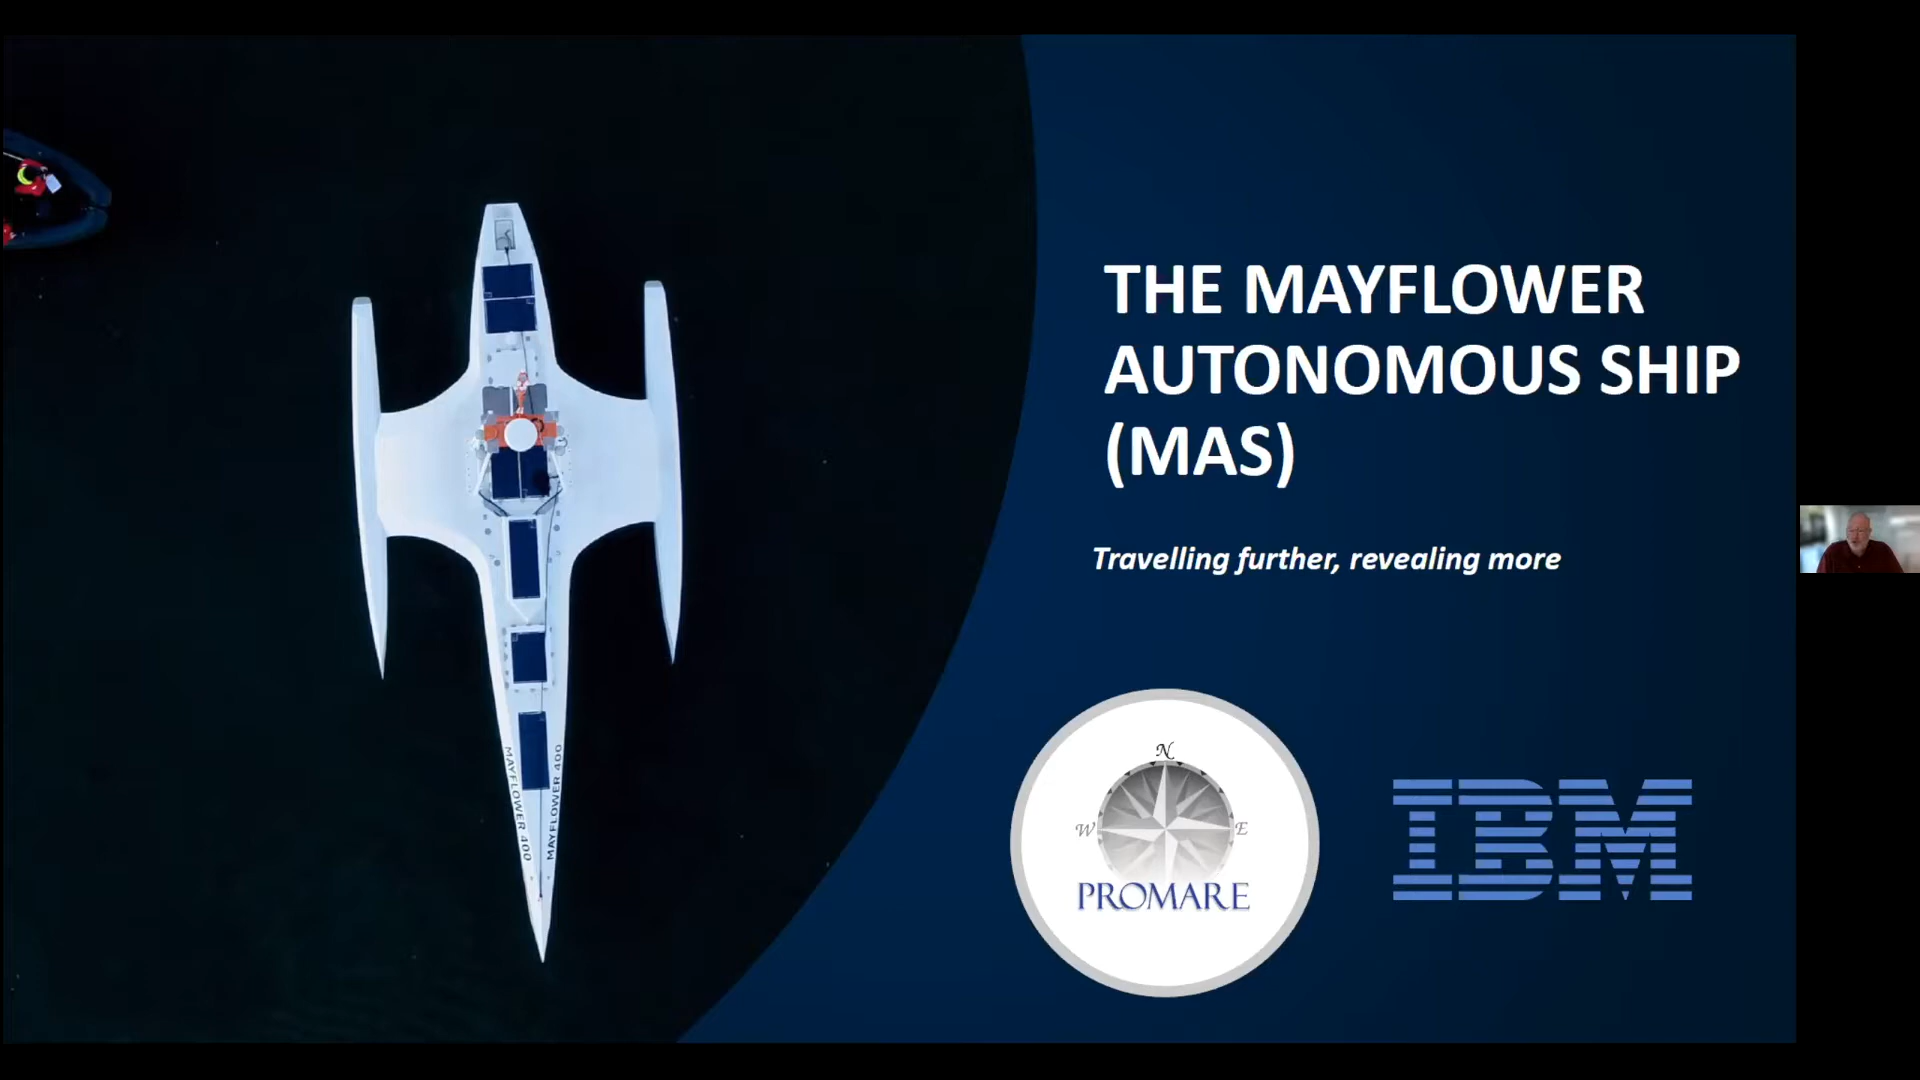 THE MAYFLOWER
AUTONOMOUS SHIP
(MAS)
Travelling further, revealing more
N
W
E
PROMARE
IBM
MAYFLOWER 400
MAYFLOWER 400